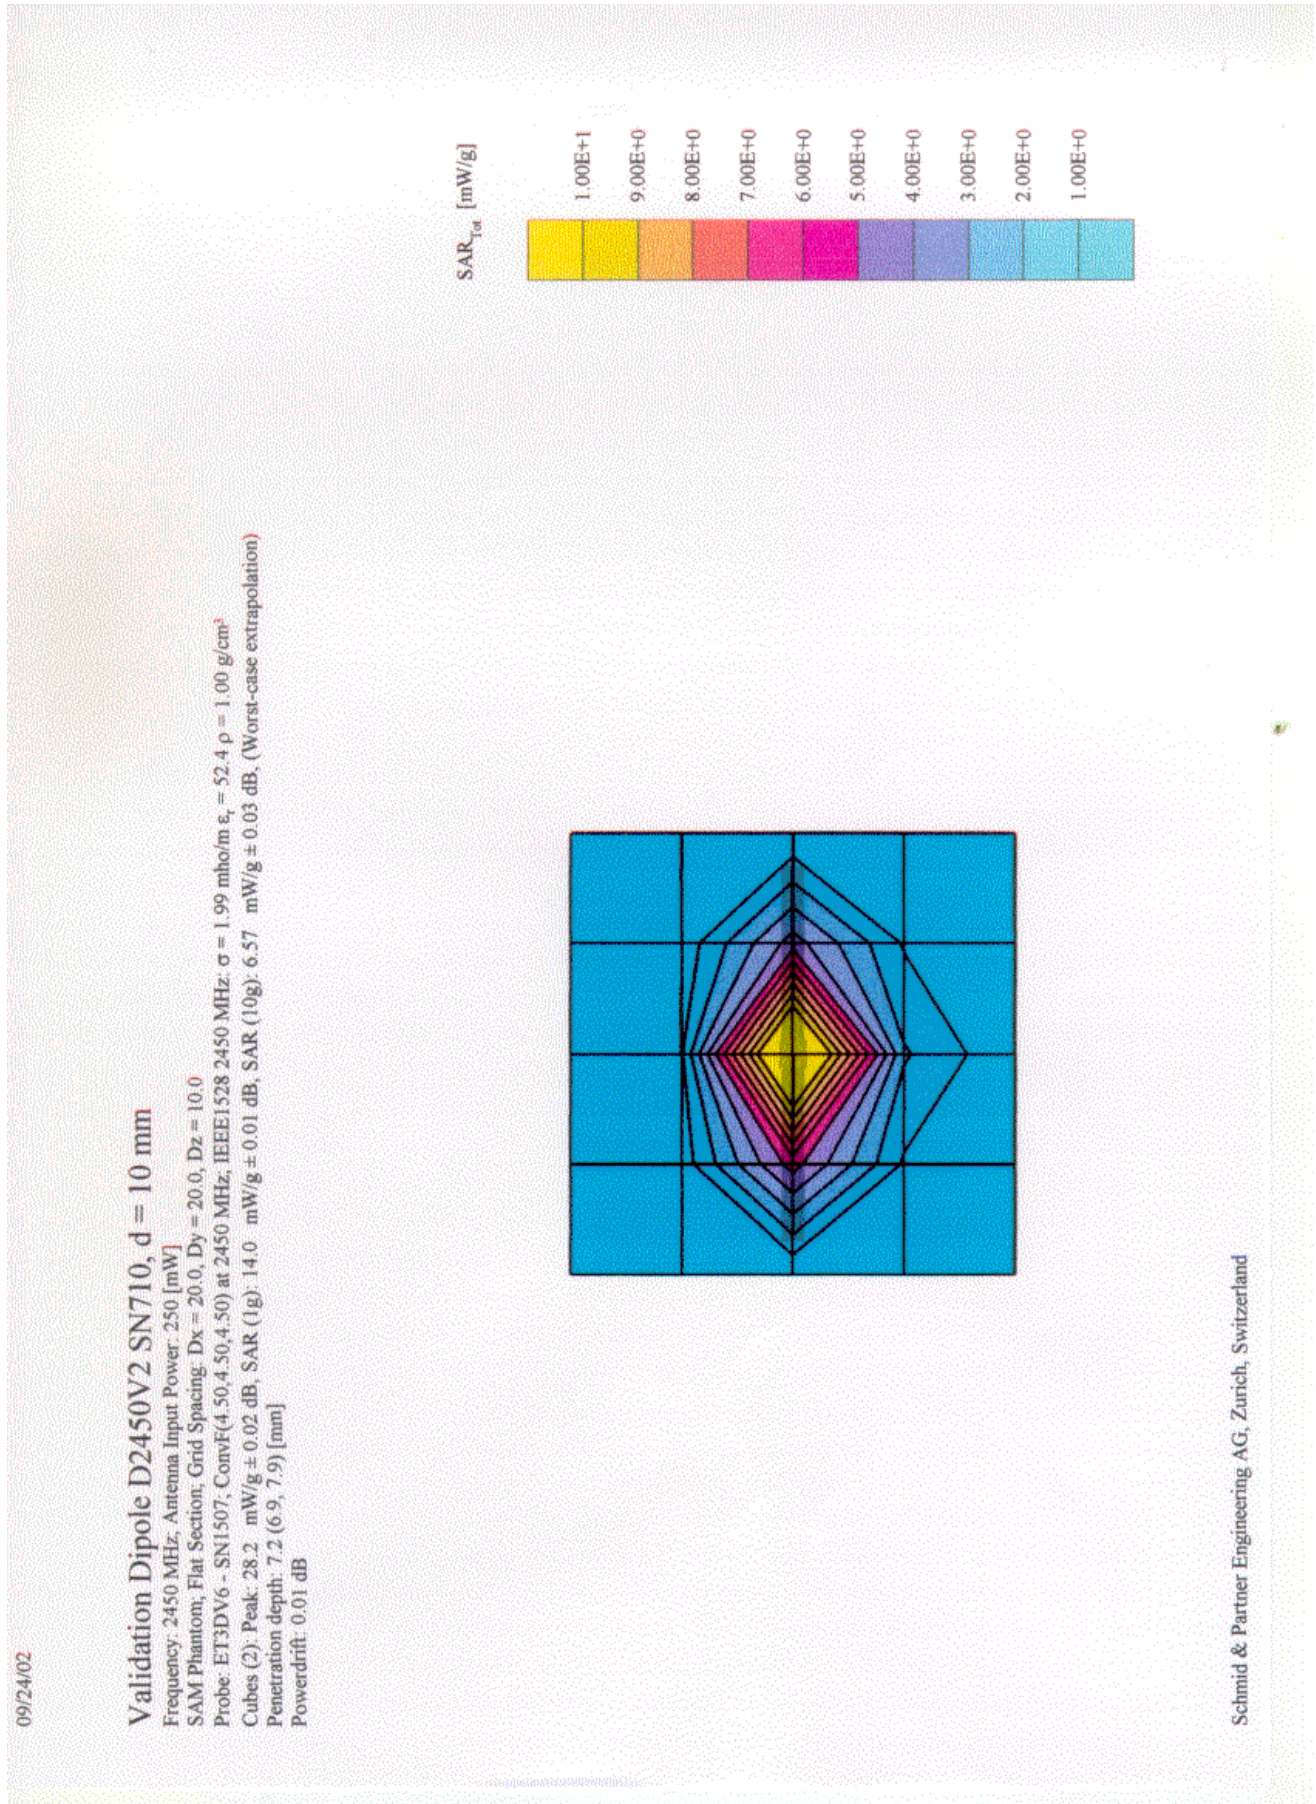 09/24/02
Validation Dipole D2450V2 SN710, d = 10 mm
Frequency: 2450 MHz; Antenna Input Power: 250 [mW]
SAM Phantom; Flat Section; Grid Spacing: Dx = 20.0, Dy = 20.0, Dz = 10.0
Probe: ET3DV6 - SN1507; ConvF(4.50,4.50,4.50) at 2450 MHz; IEEE1528 2450 MHz: σ = 1.99 mho/m εr = 52.4 ρ = 1.00 g/cm³
Cubes (2): Peak: 28.2 mW/g ± 0.02 dB, SAR (1g): 14.0 mW/g ± 0.01 dB, SAR (10g): 6.57 mW/g ± 0.03 dB, (Worst-case extrapolation)
Penetration depth: 7.2 (6.9, 7.9) [mm]
Powerdrift: 0.01 dB
SARTot [mW/g]
1.00E+1
9.00E+0
8.00E+0
7.00E+0
6.00E+0
5.00E+0
4.00E+0
3.00E+0
2.00E+0
1.00E+0
Schmid & Partner Engineering AG, Zurich, Switzerland